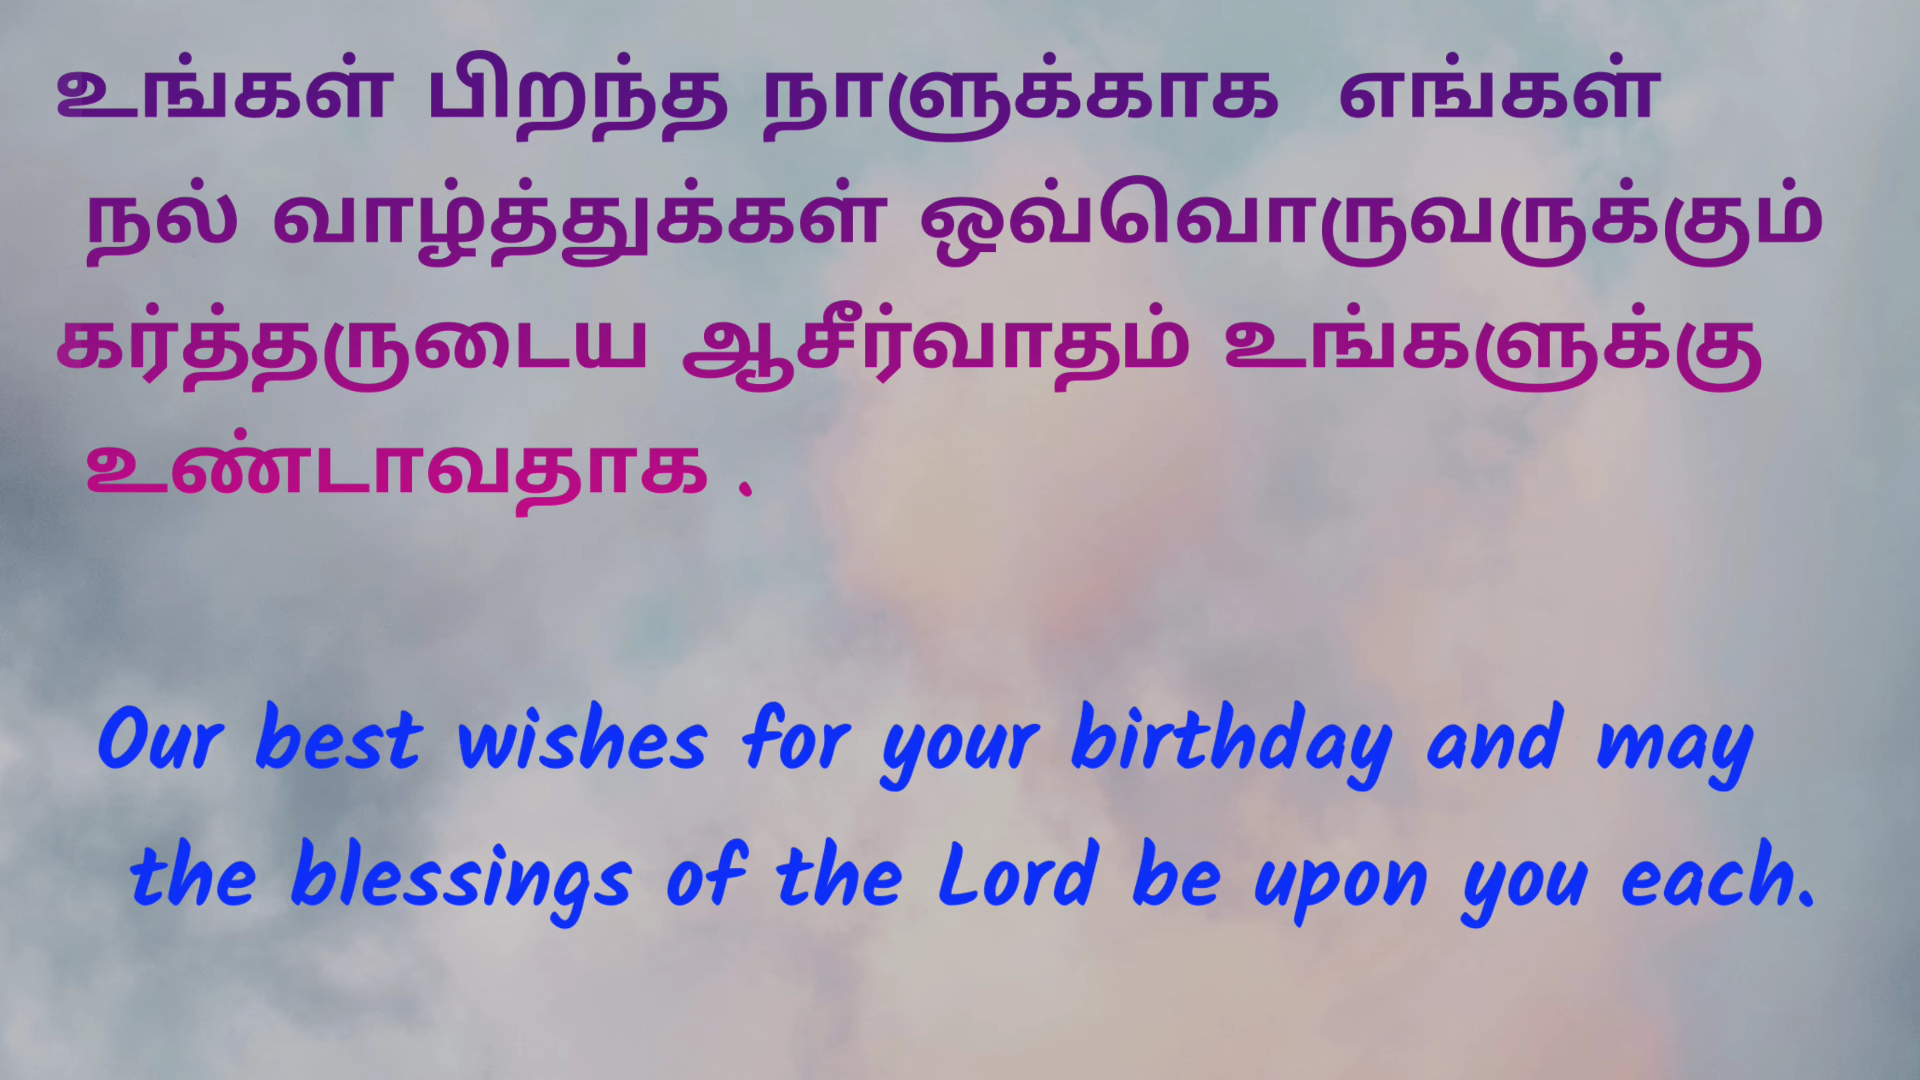 உங்கள் பிறந்த நாளுக்காக எங்கள்
நல் வாழ்த்துக்கள் ஒவ்வொருவருக்கும்
கர்த்தருடைய ஆசீர்வாதம் உங்களுக்கு
உண்டாவதாக .
Our best wishes for your birthday and may
the blessings of the Lord be upon you each.